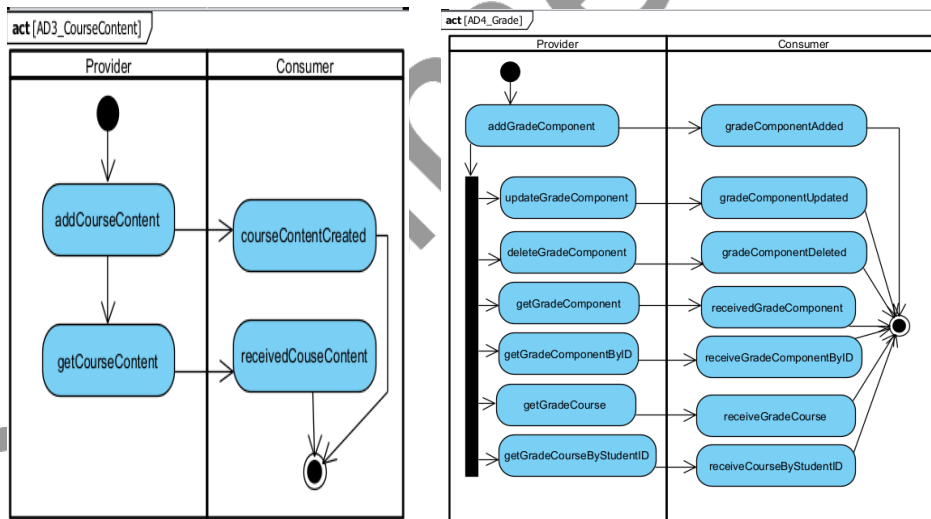 act [AD3_CourseContent]
Provider
Consumer
addCourseContent
courseContentCreated
getCourseContent
receivedCouseContent
act [AD4_Grade]
Provider
Consumer
addGradeComponent
gradeComponentAdded
updateGradeComponent
gradeComponentUpdated
deleteGradeComponent
gradeComponentDeleted
getGradeComponent
receivedGradeComponent
getGradeComponentByID
receiveGradeComponentByID
getGradeCourse
receiveGradeCourse
getGradeCourseByStudentID
receiveCourseByStudentID